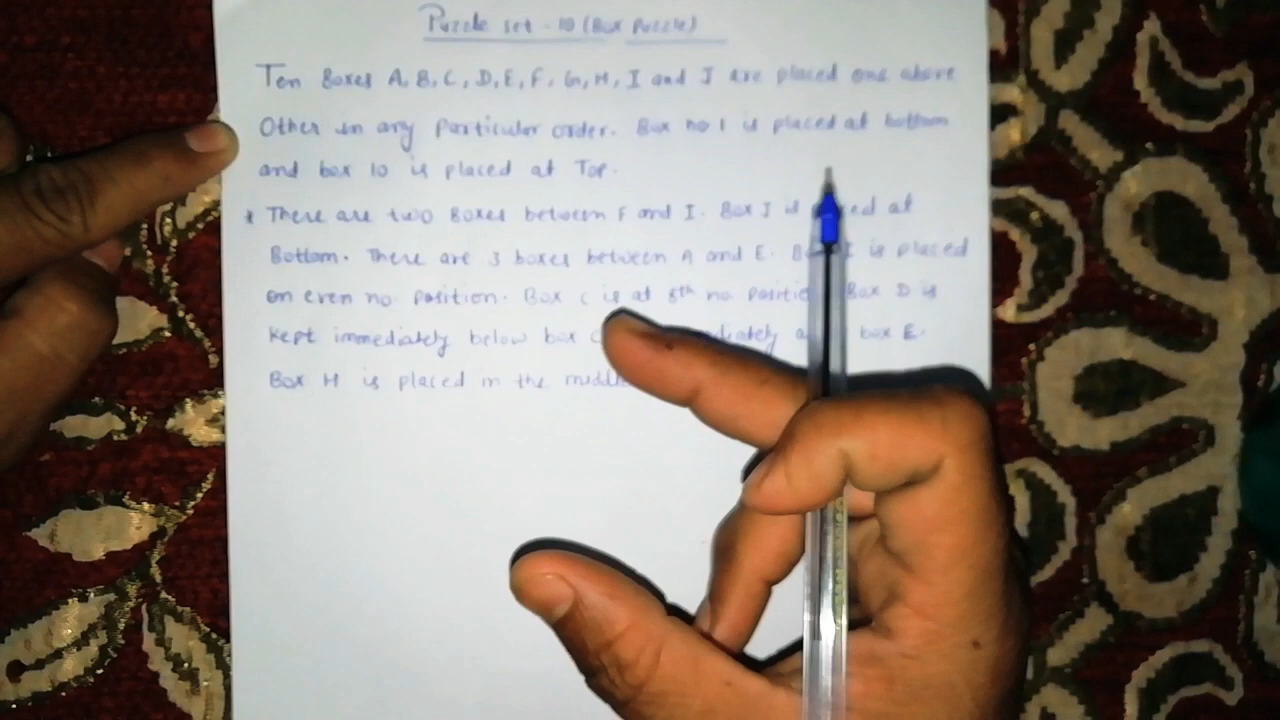 Puzzle set - 10 (Box Puzzle)
Ten Boxes A, B, C, D, E, F, G, H, I and J are placed one above
Other in any Particular order. Box no 1 is placed at bottom
and box 10 is placed at Top.
* There are two Boxes between F and I. Box J is at
Bottom. There are 3 boxes between A and E. I is placed
on even no. position. Box C is at 8th no. Box D is
kept immediately below box box E.
Box H is placed in the